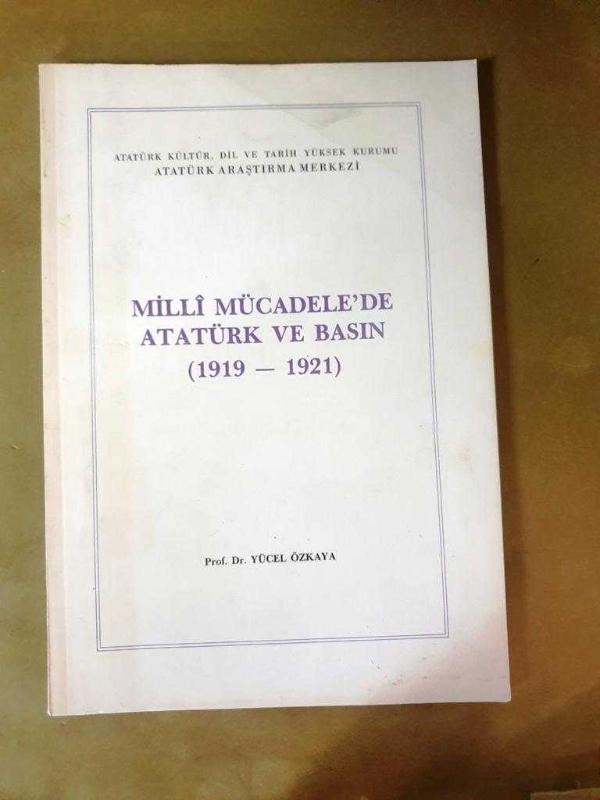 ATATÜRK KÜLTÜR, DİL VE TARİH YÜKSEK KURUMU
ATATÜRK ARAŞTIRMA MERKEZİ
MİLLÎ MÜCADELE'DE
ATATÜRK VE BASIN
(1919 — 1921)
Prof. Dr. YÜCEL ÖZKAYA